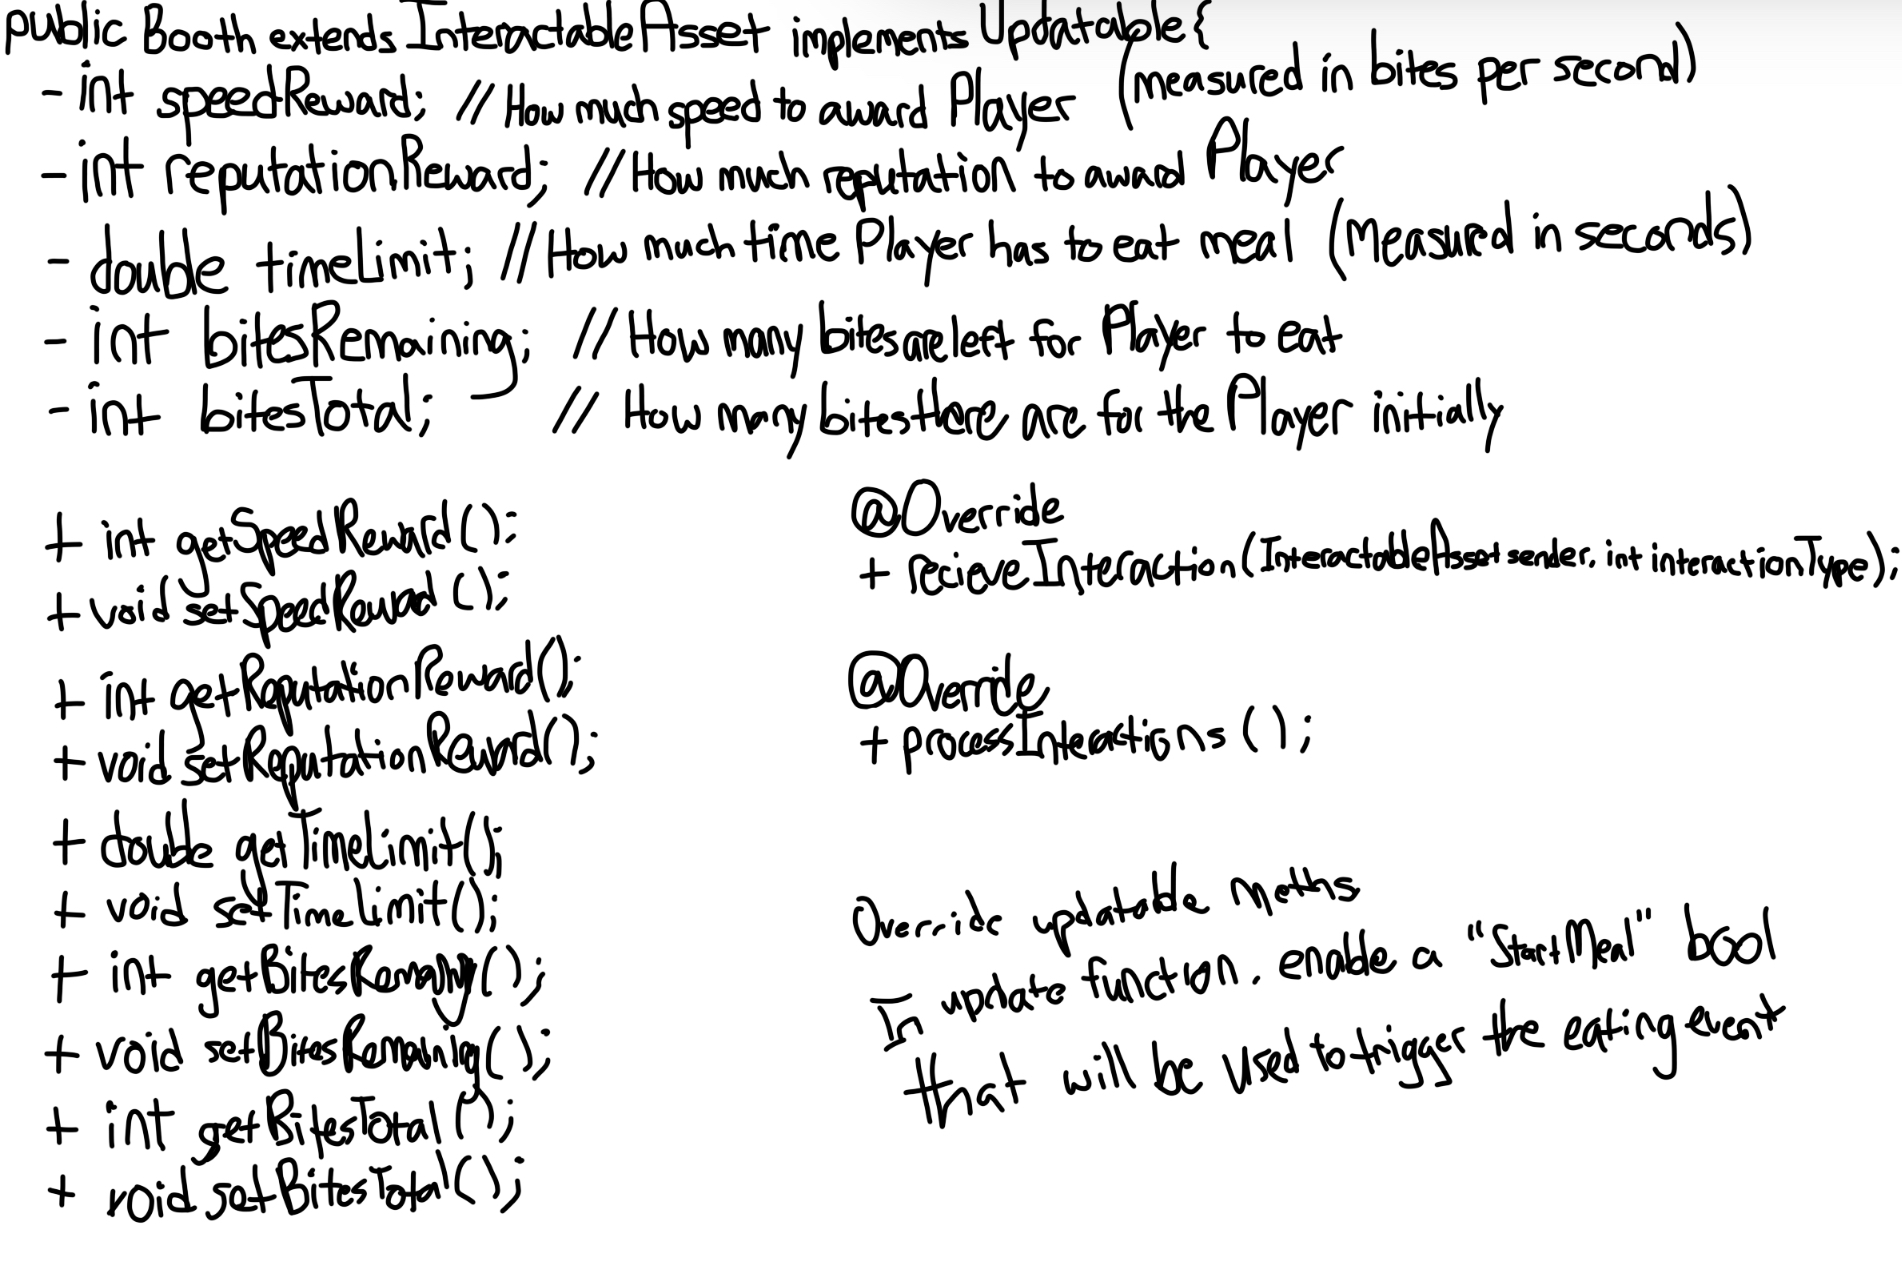 public Booth extends InteractableAsset implements Updatable{
- int speedReward; // How much speed to award Player (measured in bites per second)
- int reputationReward; // How much reputation to award Player
- double timeLimit; // How much time Player has to eat meal (Measured in seconds)
- int bitesRemaining; // How many bites are left for Player to eat
- int bitesTotal; // How many bites there are for the Player initially
+ int getSpeedReward();
+ void setSpeedReward();
+ int getReputationReward();
+ void setReputationReward();
+ double getTimeLimit();
+ void setTimeLimit();
+ int getBitesRemaing();
+ void setBitesRemainig();
+ int getBitesTotal();
+ void setBitesTotal();
@Override
+ recieveInteraction(InteractableAsset sender, int interactionType);
@Override
+ processInteractions();
Override updatable meths
In update function, enable a "StartMeal" bool
that will be used to trigger the eating event